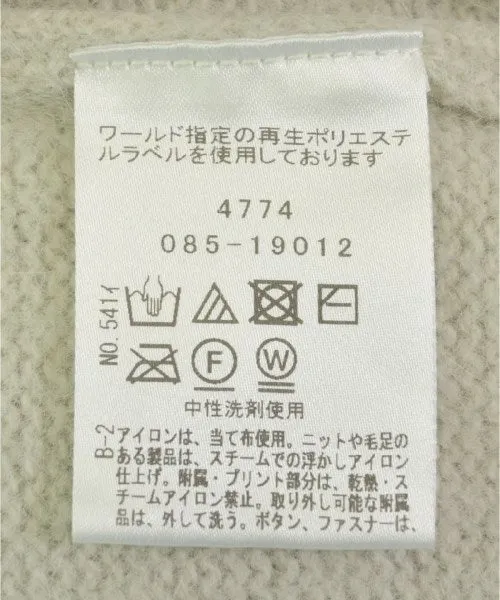 ワールド指定の再生ポリエステ
ルラベルを使用しております
4774
085-19012
NO.541イ
F
W
中性洗剤使用
B-2
アイロンは、当て布使用。ニットや毛足の
ある製品は、スチームでの浮かしアイロン
仕上げ。附属・プリント部分は、乾熱・ス
チームアイロン禁止。取り外し可能な附属
品は、外して洗う。ボタン、ファスナーは、